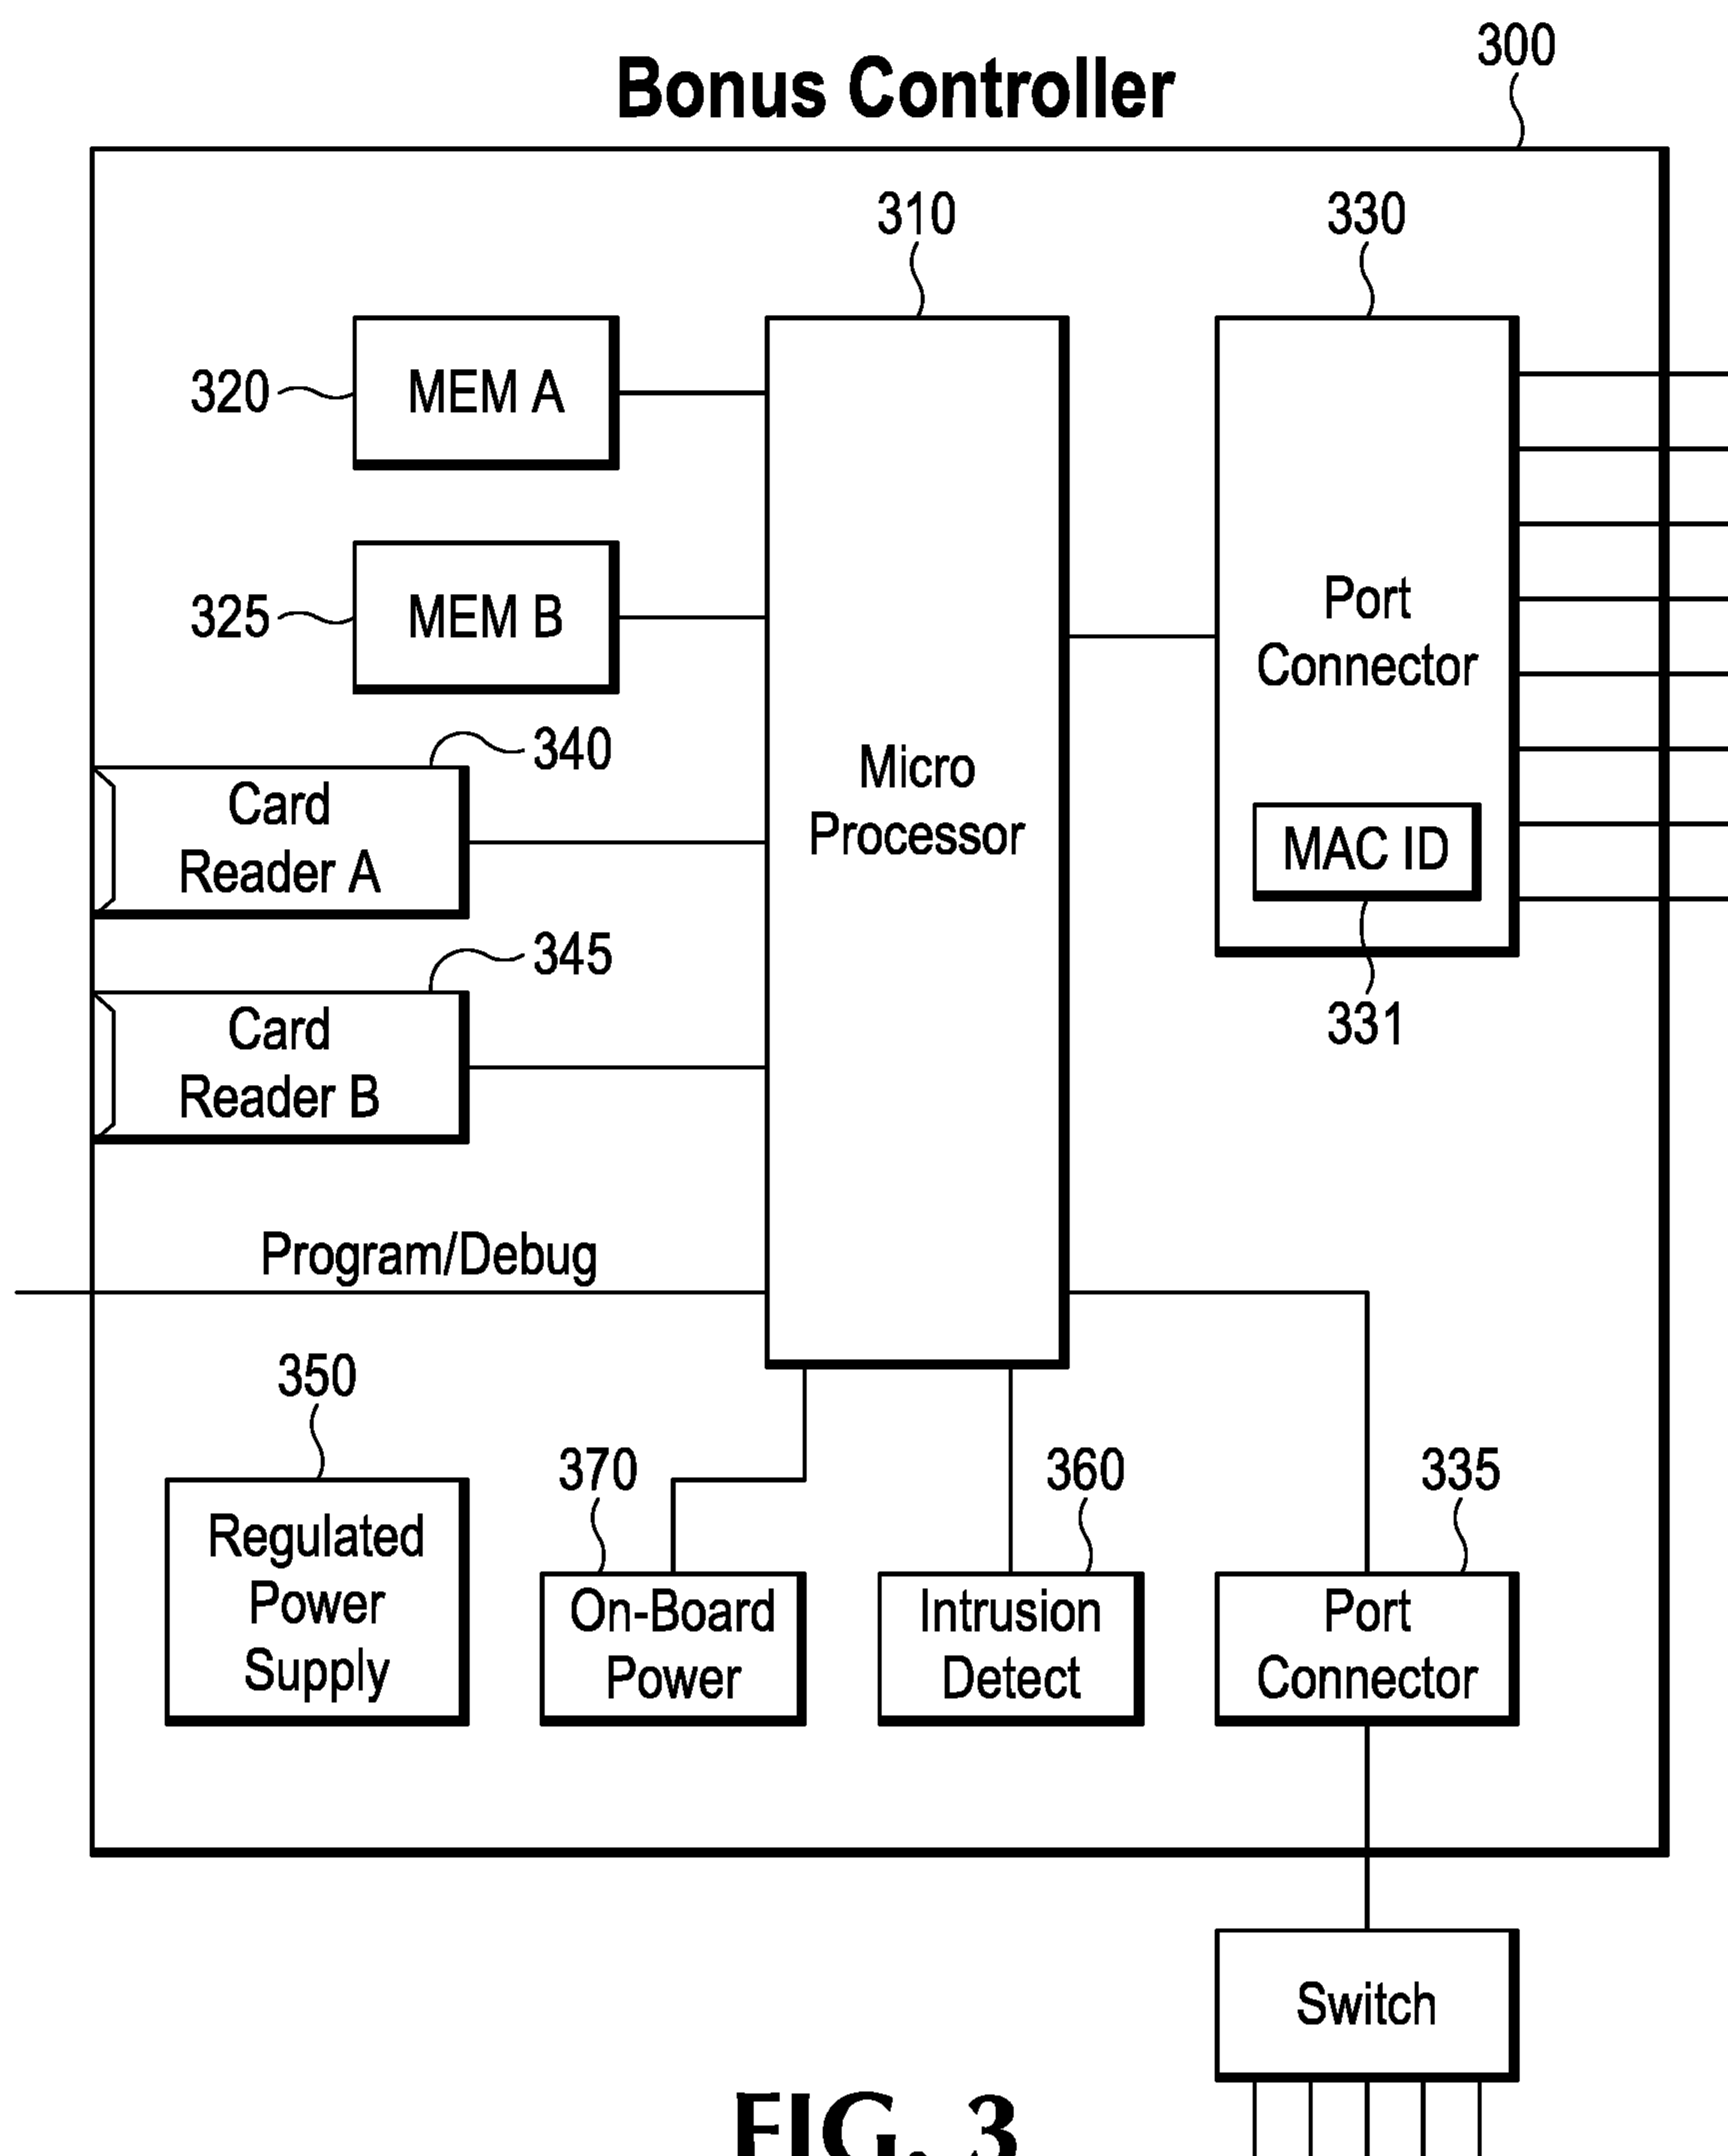 Bonus Controller
300
310
330
320
MEM A
325
MEM B
Port
Connector
340
Card
Reader A
Micro
Processor
MAC ID
345
331
Card
Reader B
Program/Debug
350
370
360
335
Regulated
Power
Supply
On-Board
Power
Intrusion
Detect
Port
Connector
Switch
FIG. 3